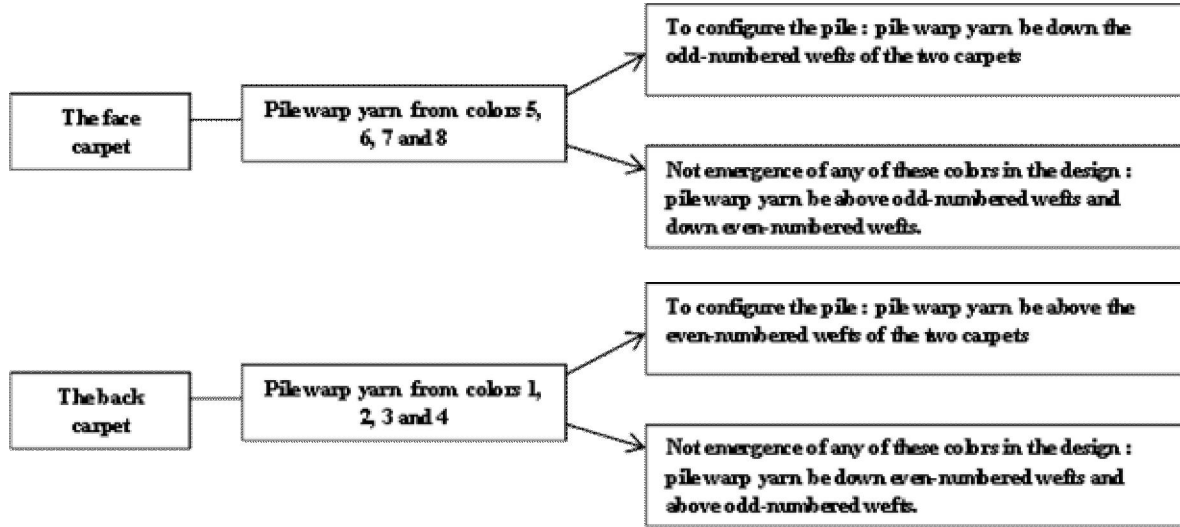 The face
carpet
Pile warp yarn from colors 5,
6, 7 and 8
To configure the pile : pile warp yarn be down the
odd-numbered wefts of the two carpets
Not emergence of any of these colors in the design :
pile warp yarn be above odd-numbered wefts and
down even-numbered wefts.
The back
carpet
Pile warp yarn from colors 1,
2, 3 and 4
To configure the pile : pile warp yarn be above the
even-numbered wefts of the two carpets
Not emergence of any of these colors in the design :
pile warp yarn be down even-numbered wefts and
above odd-numbered wefts.